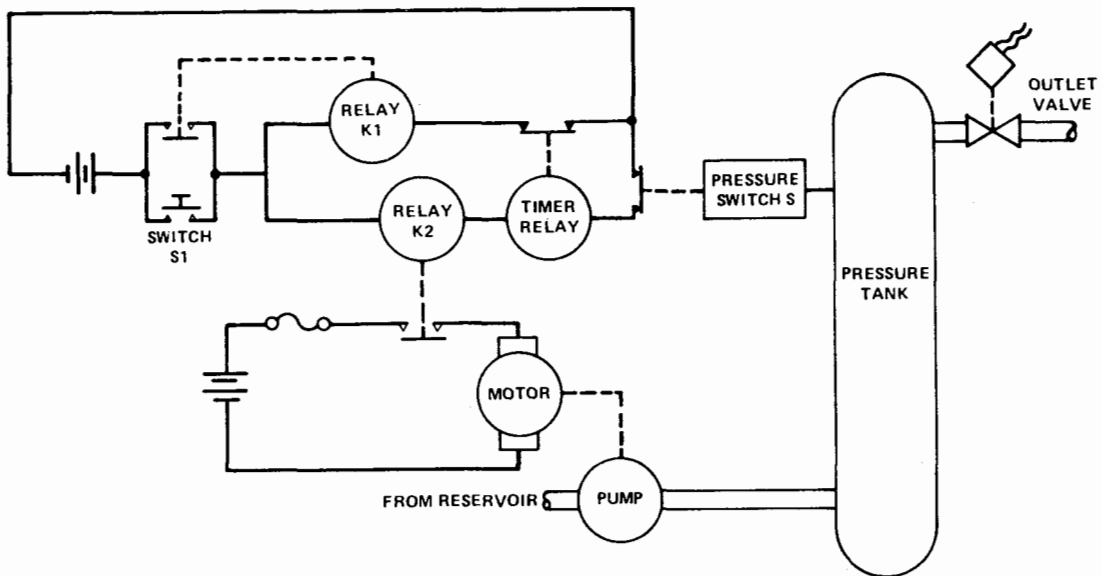 RELAY
K1
OUTLET
VALVE
PRESSURE
SWITCH S
RELAY
K2
TIMER
RELAY
SWITCH
S1
PRESSURE
TANK
MOTOR
FROM RESERVOIR
PUMP